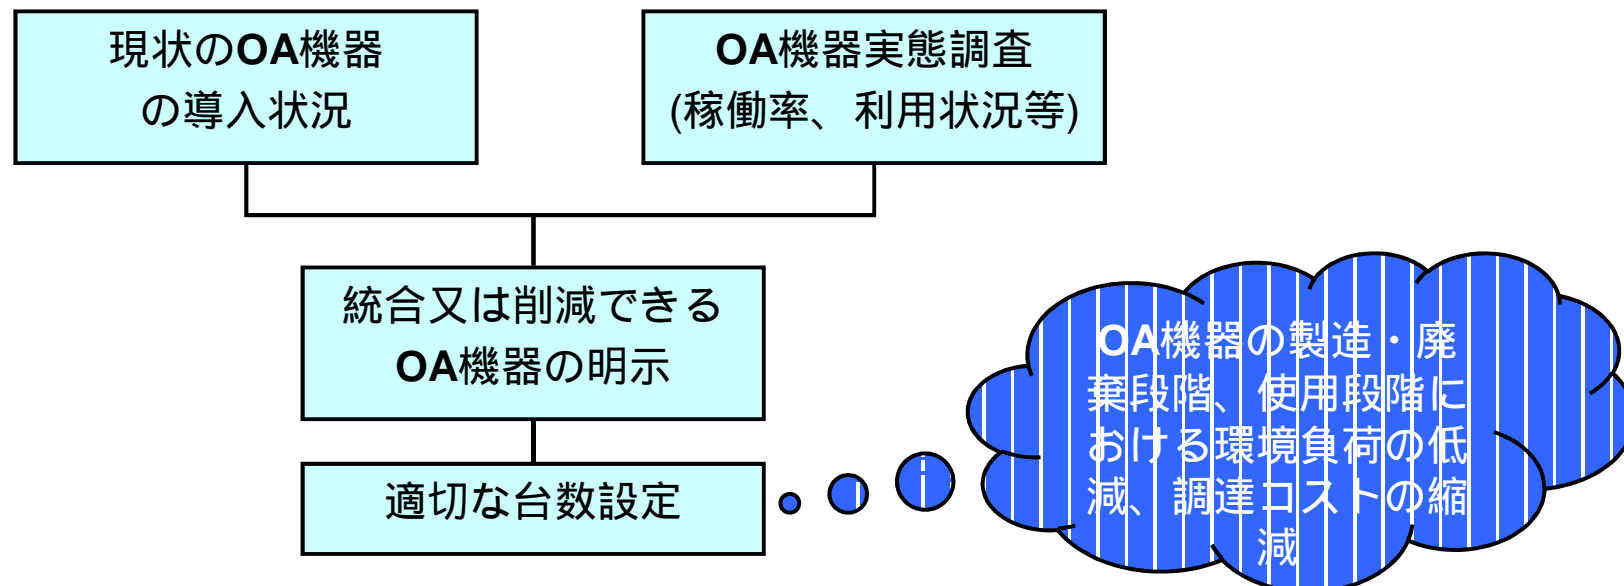 現状のOA機器
の導入状況
OA機器実態調査
(稼働率、利用状況等)
統合又は削減できる
OA機器の明示
適切な台数設定
OA機器の製造・廃
棄段階、使用段階に
おける環境負荷の低
減、調達コストの縮
減